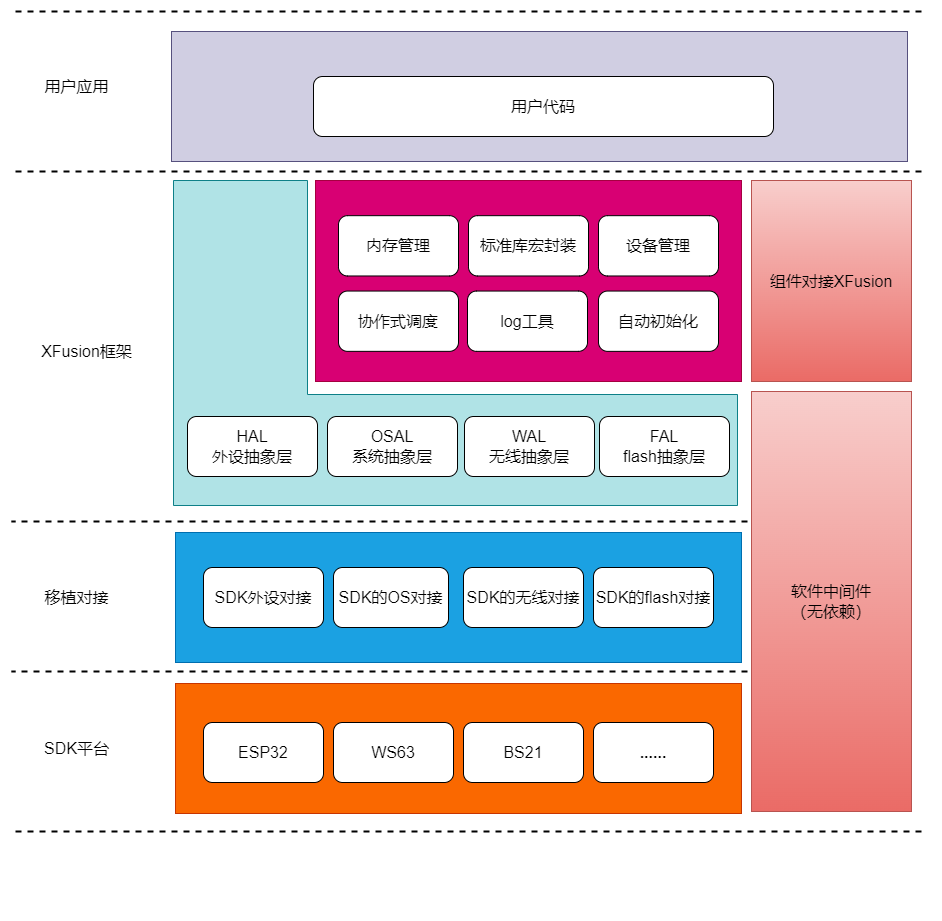 用户应用
用户代码
XFusion框架
内存管理
标准库宏封装
设备管理
协作式调度
log工具
自动初始化
组件对接XFusion
HAL
外设抽象层
OSAL
系统抽象层
WAL
无线抽象层
FAL
flash抽象层
移植对接
SDK外设对接
SDK的OS对接
SDK的无线对接
SDK的flash对接
软件中间件
（无依赖）
SDK平台
ESP32
WS63
BS21
......